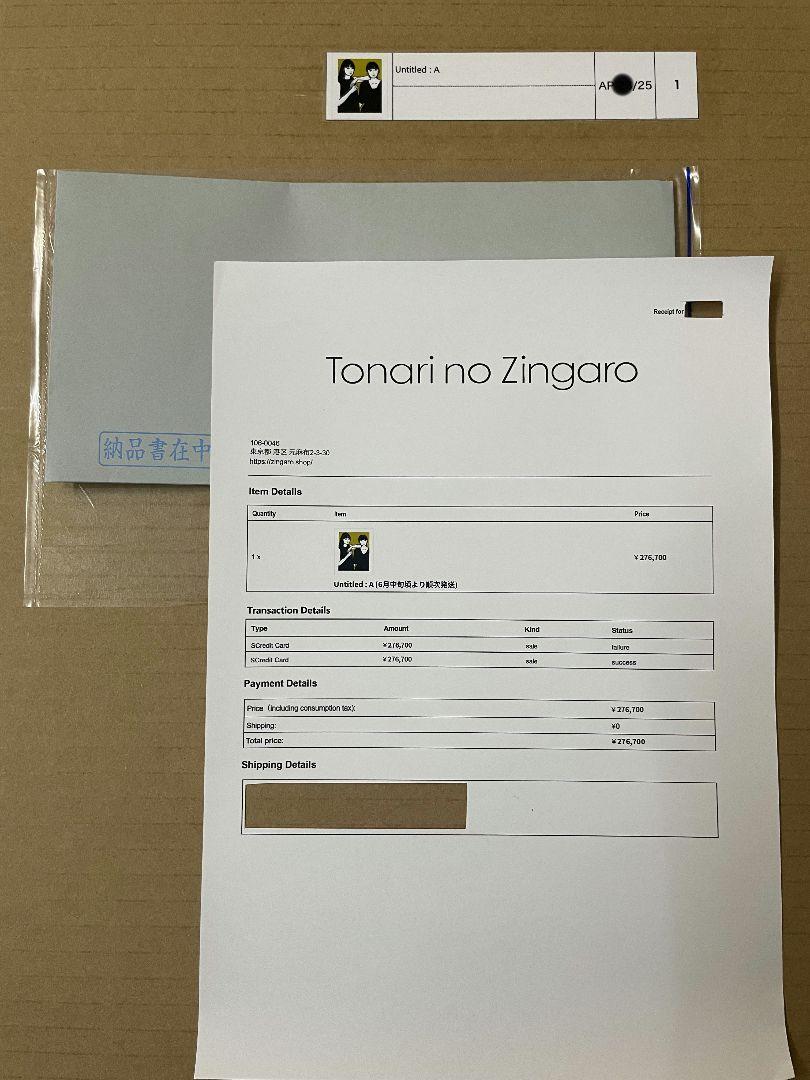 Untitled : A
AP /25
1
納品書在中
Receipt for
Tonari no Zingaro
106-0046
東京都 港区 元麻布2-3-30
https://zingaro.shop/
Item Details
Quantity Item Price
1 x ¥276,700
Untitled : A (6月中旬頃より順次発送)
Transaction Details
Type Amount Kind Status
SCredit Card ¥276,700 sale failure
SCredit Card ¥276,700 sale success
Payment Details
Price (including consumption tax): ¥276,700
Shipping: ¥0
Total price: ¥276,700
Shipping Details